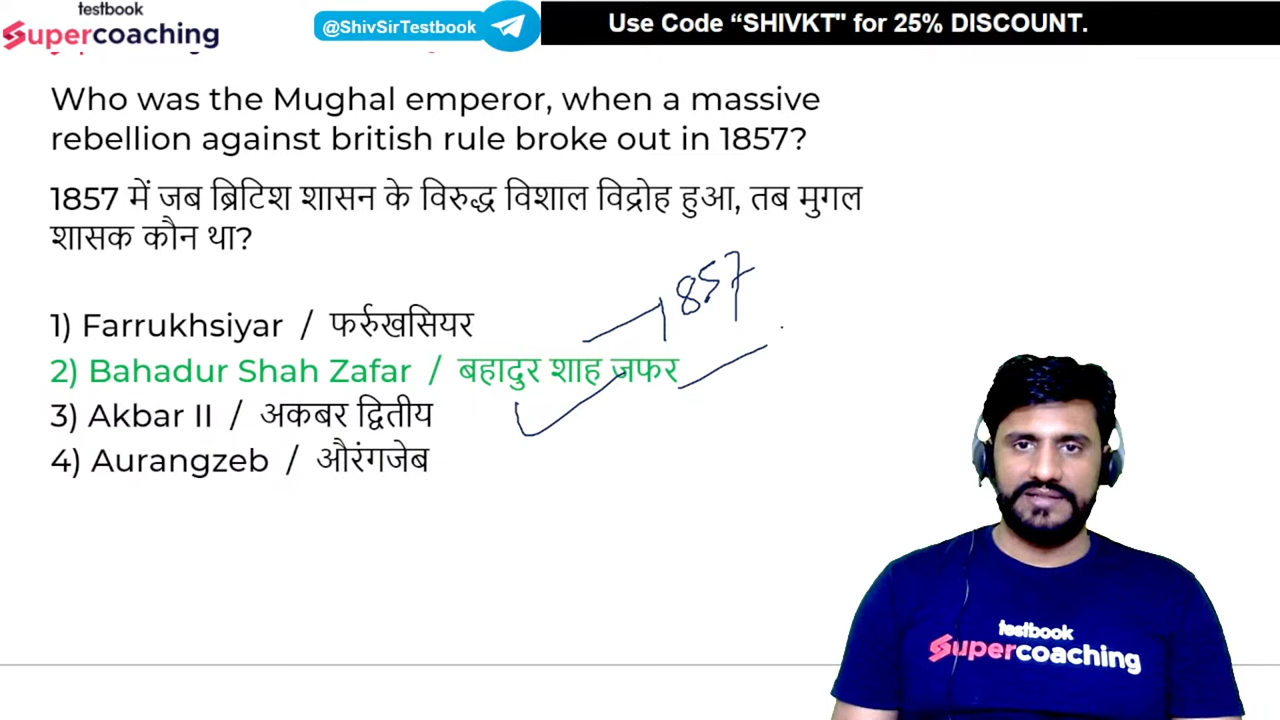 testbook
Supercoaching
@ShivSirTestbook
Use Code “SHIVKT" for 25% DISCOUNT.
Who was the Mughal emperor, when a massive
rebellion against british rule broke out in 1857?
1857 में जब ब्रिटिश शासन के विरुद्ध विशाल विद्रोह हुआ, तब मुगल
शासक कौन था?
1857
1) Farrukhsiyar / फर्रुखसियर
2) Bahadur Shah Zafar / बहादुर शाह जफर
3) Akbar II / अकबर द्वितीय
4) Aurangzeb / औरंगजेब
testbook
Supercoaching